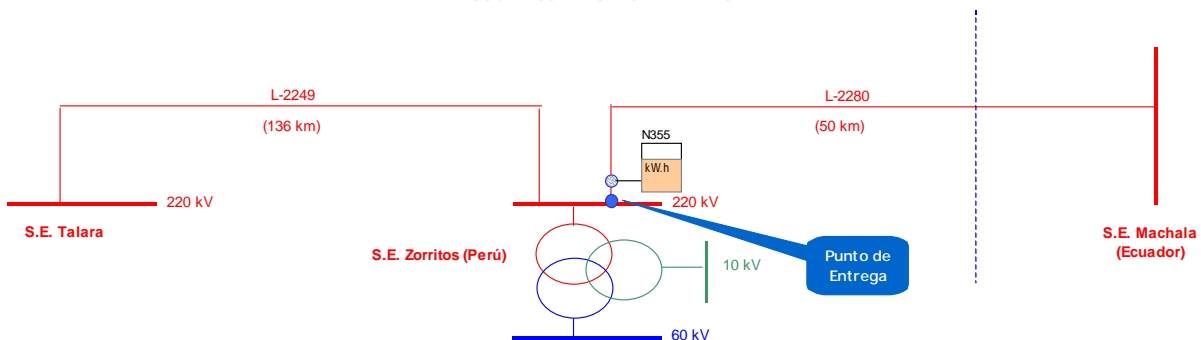 L-2249
(136 km)
L-2280
(50 km)
N355
kW.h
220 kV
220 kV
S.E. Talara
S.E. Zorritos (Perú)
S.E. Machala
(Ecuador)
Punto de
Entrega
10 kV
60 kV